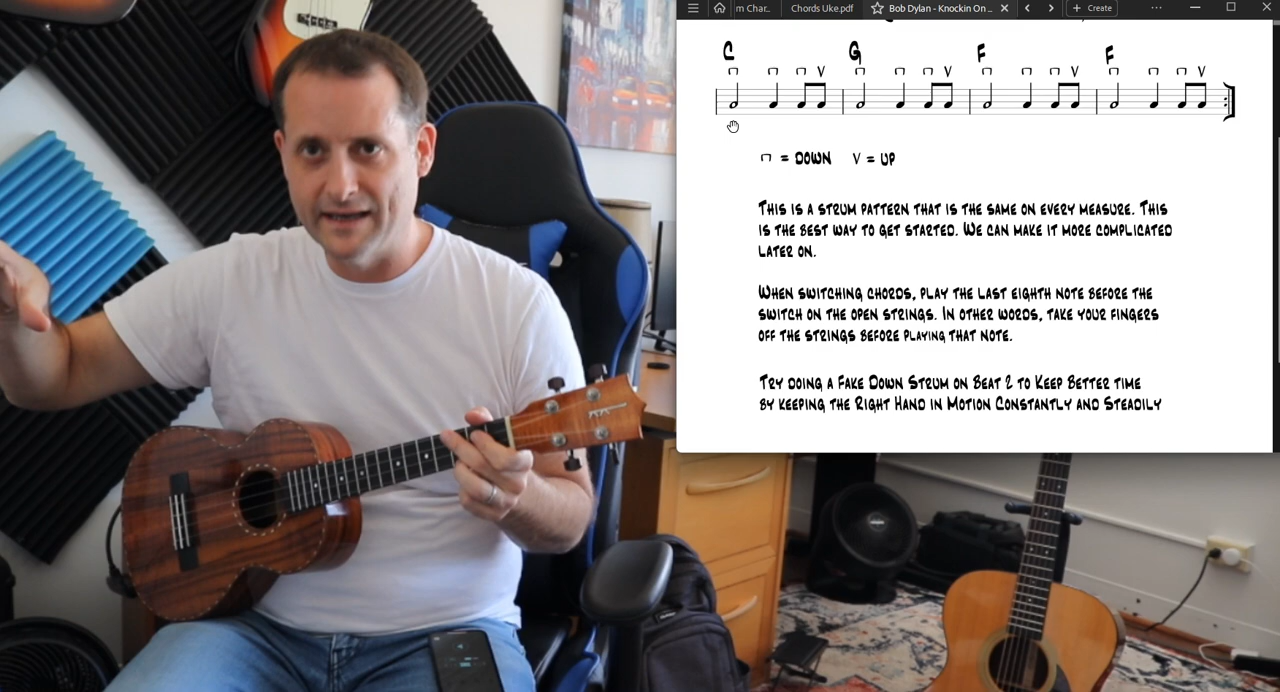 m Char..
Chords Uke.pdf
Bob Dylan - Knockin On ..
Create
C G F F
V V V V
= DOWN V = UP
THIS IS A STRUM PATTERN THAT IS THE SAME ON EVERY MEASURE. THIS
IS THE BEST WAY TO GET STARTED. WE CAN MAKE IT MORE COMPLICATED
LATER ON.
WHEN SWITCHING CHORDS, PLAY THE LAST EIGHTH NOTE BEFORE THE
SWITCH ON THE OPEN STRINGS. IN OTHER WORDS, TAKE YOUR FINGERS
OFF THE STRINGS BEFORE PLAYING THAT NOTE.
TRY DOING A FAKE DOWN STRUM ON BEAT 2 TO KEEP BETTER TIME
BY KEEPING THE RIGHT HAND IN MOTION CONSTANTLY AND STEADILY